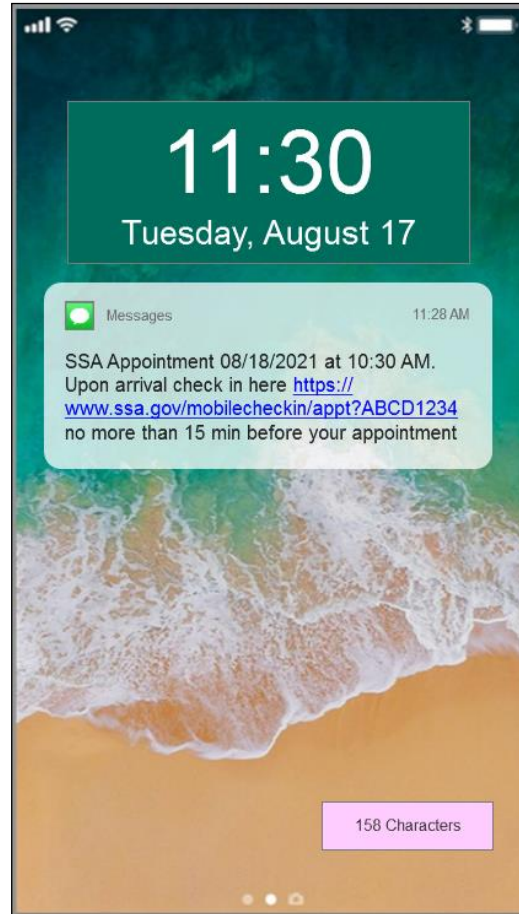 11:30
Tuesday, August 17
Messages 11:28 AM
SSA Appointment 08/18/2021 at 10:30 AM.
Upon arrival check in here https://
www.ssa.gov/mobilecheckin/appt?ABCD1234
no more than 15 min before your appointment
158 Characters